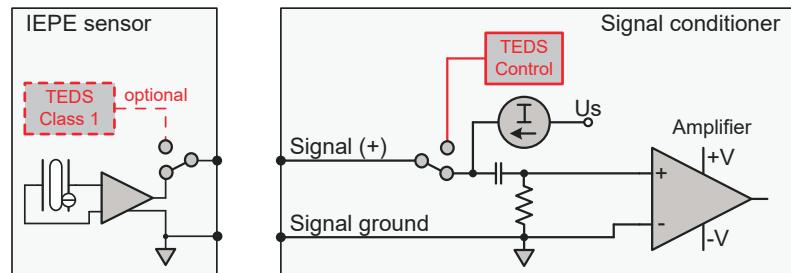 IEPE sensor
TEDS
Class 1
optional
Signal conditioner
TEDS
Control
I
Us
Signal (+)
Amplifier
+V
+
-
-V
Signal ground